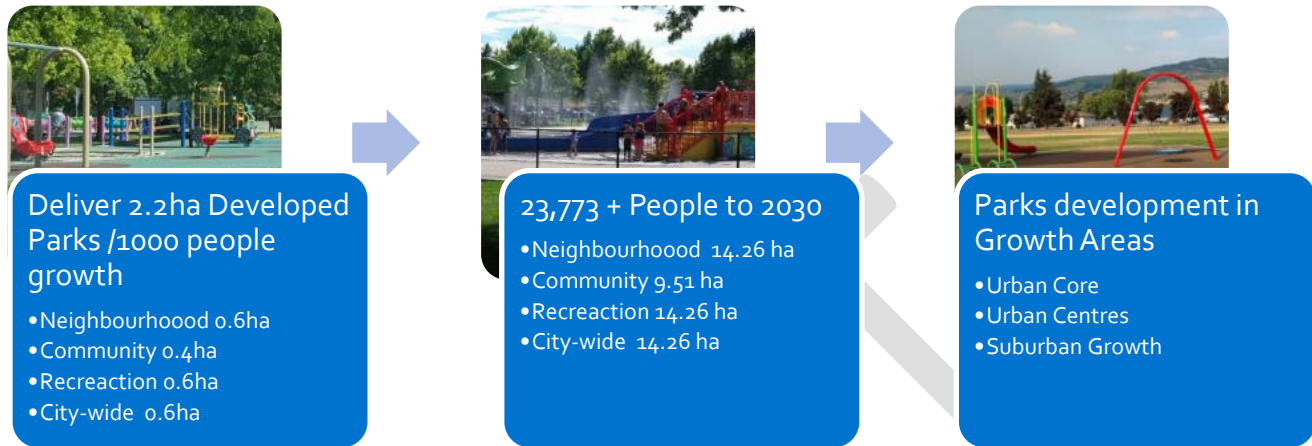 Deliver 2.2ha Developed
Parks /1000 people
growth
•Neighbourhoood 0.6ha
•Community 0.4ha
•Recreaction 0.6ha
•City-wide 0.6ha
23,773 + People to 2030
•Neighbourhoood 14.26 ha
•Community 9.51 ha
•Recreaction 14.26 ha
•City-wide 14.26 ha
Parks development in
Growth Areas
•Urban Core
•Urban Centres
•Suburban Growth